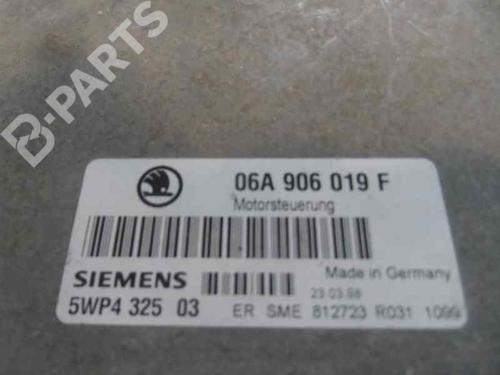 B-PARTS
06A 906 019 F
Motorsteuerung
SIEMENS
Made in Germany
23.03.98
5WP4 325 03
ER SME 812723 R031 1099